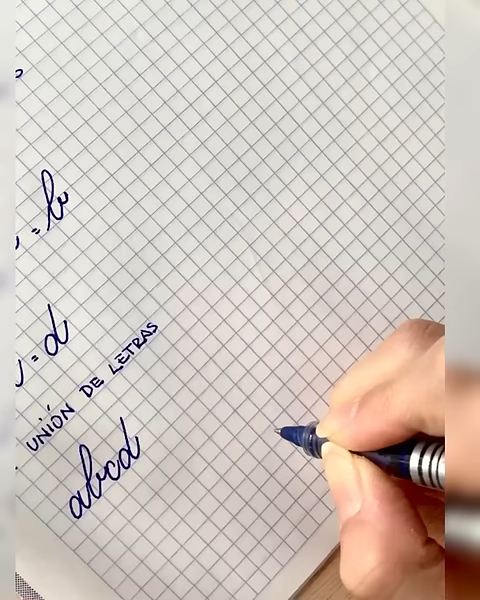 = b
= d
UNIÓN DE LETRAS
abcd